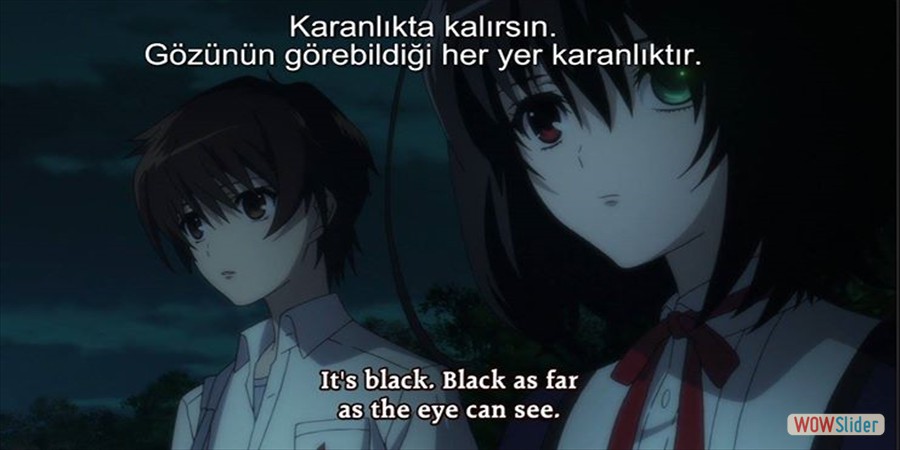 Karanlıkta kalırsın.
Gözünün görebildiği her yer karanlıktır.
It's black. Black as far
as the eye can see.
WOWSlider